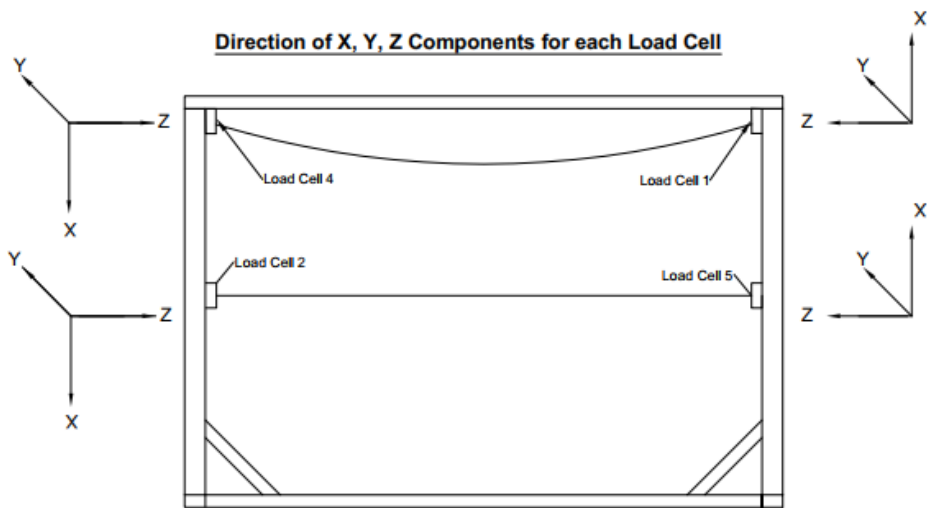 Direction of X, Y, Z Components for each Load Cell
X
Y
Y
Z
Z
Load Cell 4
Load Cell 1
X
X
Y
Load Cell 2
Y
Load Cell 5
Z
Z
X